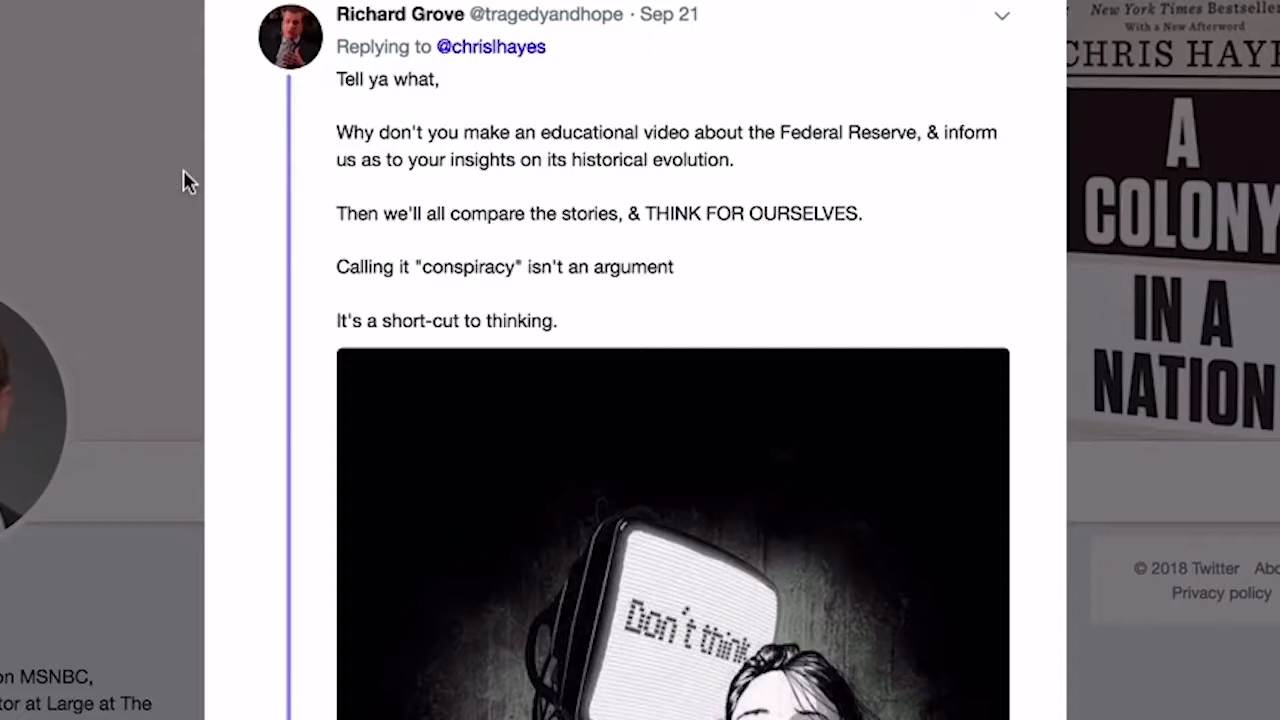 Richard Grove @tragedyandhope · Sep 21
Replying to @chrislhayes
Tell ya what,
Why don't you make an educational video about the Federal Reserve, & inform
us as to your insights on its historical evolution.
Then we'll all compare the stories, & THINK FOR OURSELVES.
Calling it "conspiracy" isn't an argument
It's a short-cut to thinking.
Don't think
New York Times Bestselle
With a New Afterword
CHRIS HAYE
A
COLONY
IN A
NATION
© 2018 Twitter Abo
Privacy policy
on MSNBC,
tor at Large at The